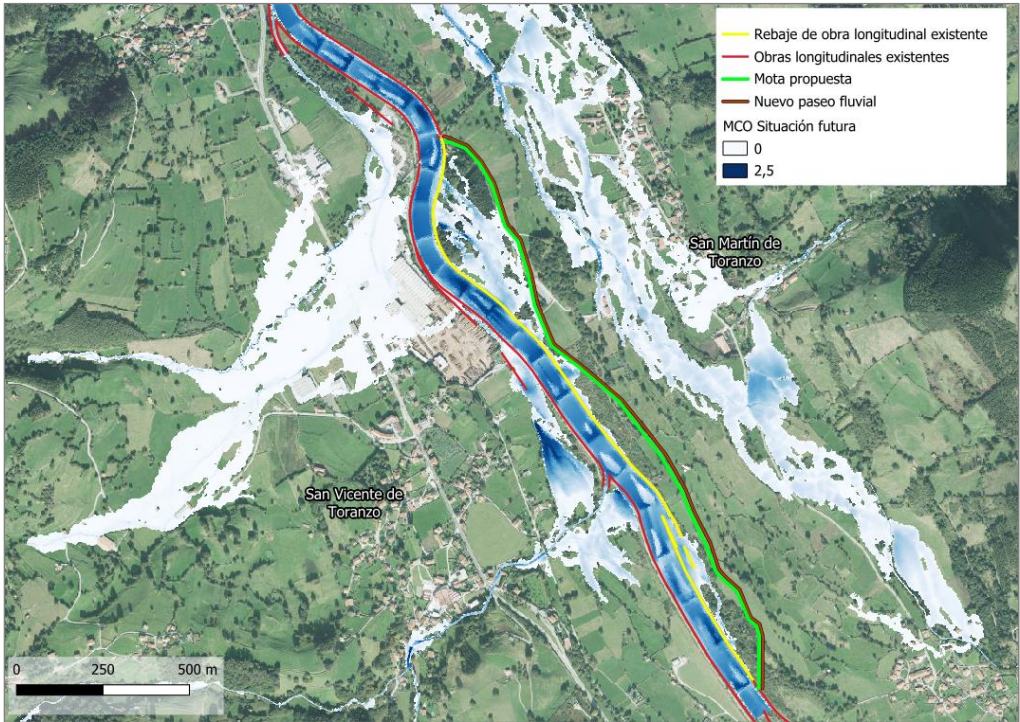 Rebaje de obra longitudinal existente
Obras longitudinales existentes
Mota propuesta
Nuevo paseo fluvial
MCO Situación futura
0
2,5
San Martín de
Toranzo
San Vicente de
Toranzo
0 250 500 m